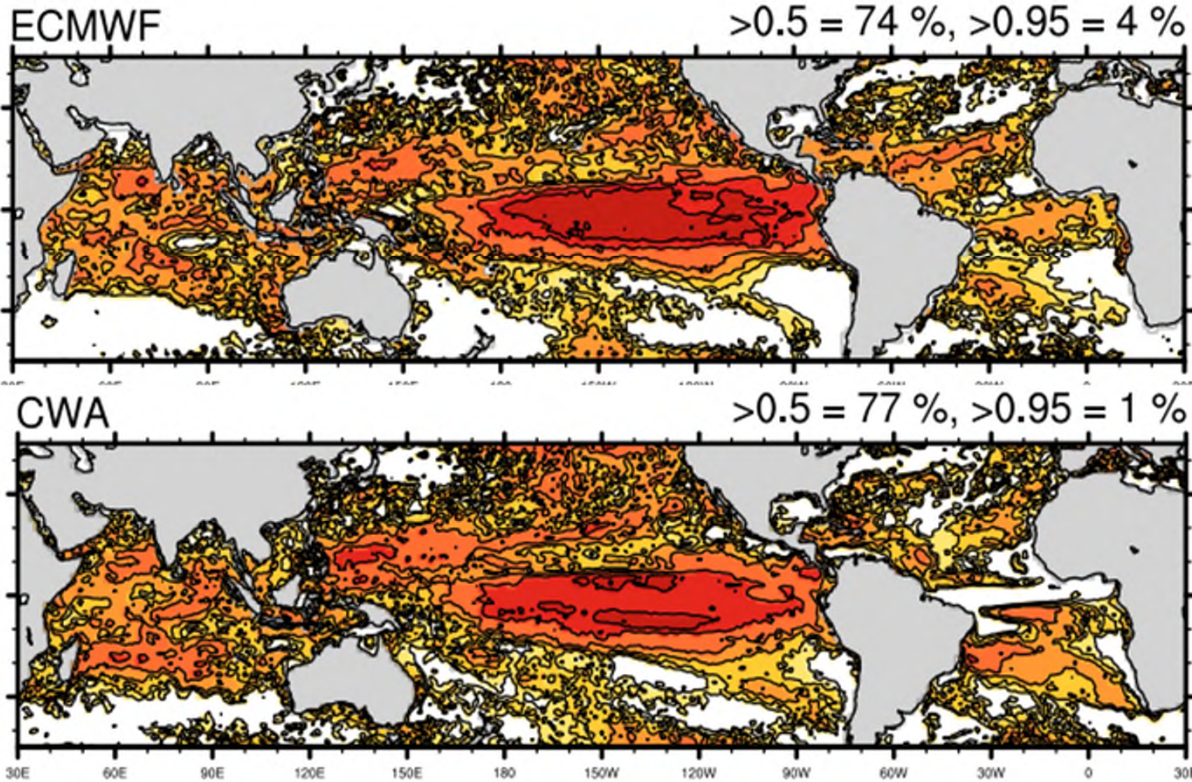 ECMWF >0.5 = 74 %, >0.95 = 4 %
CWA >0.5 = 77 %, >0.95 = 1 %
30E 60E 90E 120E 150E 180 150W 120W 90W 60W 30W 0 30E